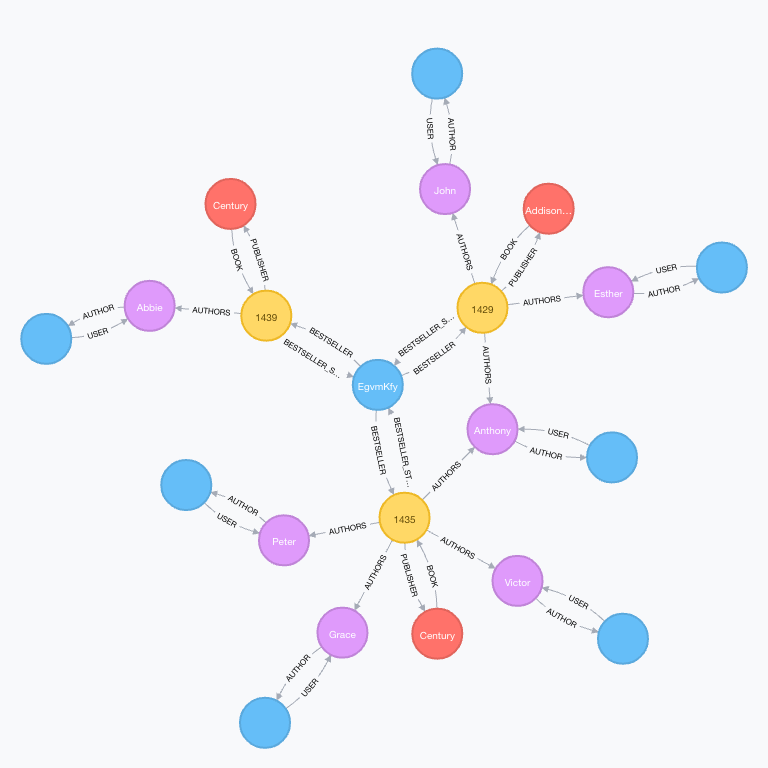 USER
AUTHOR
John
Century
Addison...
AUTHORS
BOOK
PUBLISHER
BOOK
PUBLISHER
USER
AUTHOR
Esther
AUTHORS
Abbie
AUTHORS
AUTHOR
USER
1439
1429
BESTSELLER
BESTSELLER_S...
BESTSELLER_S...
BESTSELLER
AUTHORS
EgvmKfy
BESTSELLER
BESTSELLER_ST...
Anthony
USER
AUTHOR
AUTHORS
AUTHOR
USER
1435
AUTHORS
Peter
AUTHORS
AUTHORS
PUBLISHER
BOOK
Victor
USER
AUTHOR
Grace
Century
AUTHOR
USER